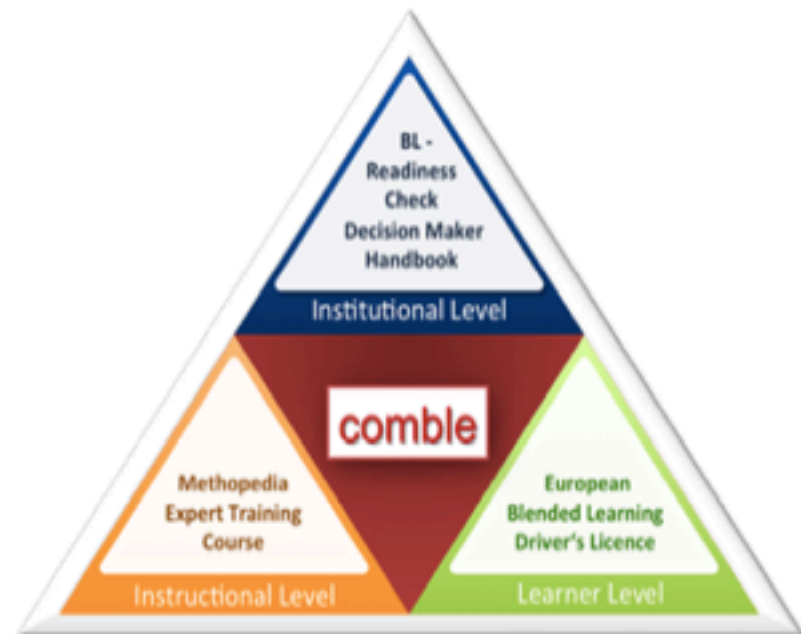 BL -
Readiness
Check
Decision Maker
Handbook
Institutional Level
comble
Methopedia
Expert Training
Course
Instructional Level
European
Blended Learning
Driver's Licence
Learner Level